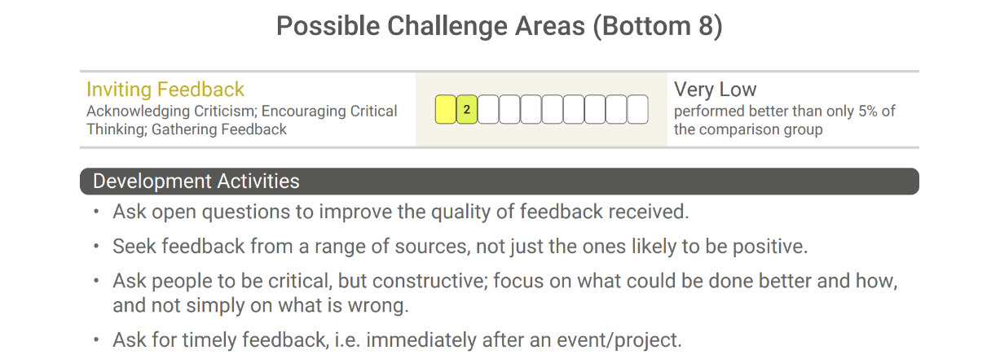 Possible Challenge Areas (Bottom 8)
Inviting Feedback
Acknowledging Criticism; Encouraging Critical
Thinking; Gathering Feedback
2
Very Low
performed better than only 5% of
the comparison group
Development Activities
• Ask open questions to improve the quality of feedback received.
• Seek feedback from a range of sources, not just the ones likely to be positive.
• Ask people to be critical, but constructive; focus on what could be done better and how,
and not simply on what is wrong.
• Ask for timely feedback, i.e. immediately after an event/project.